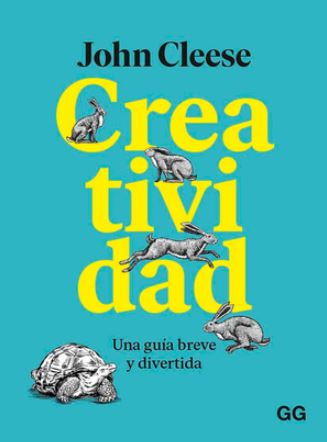 John Cleese
Crea
tivi
dad
Una guía breve
y divertida
GG